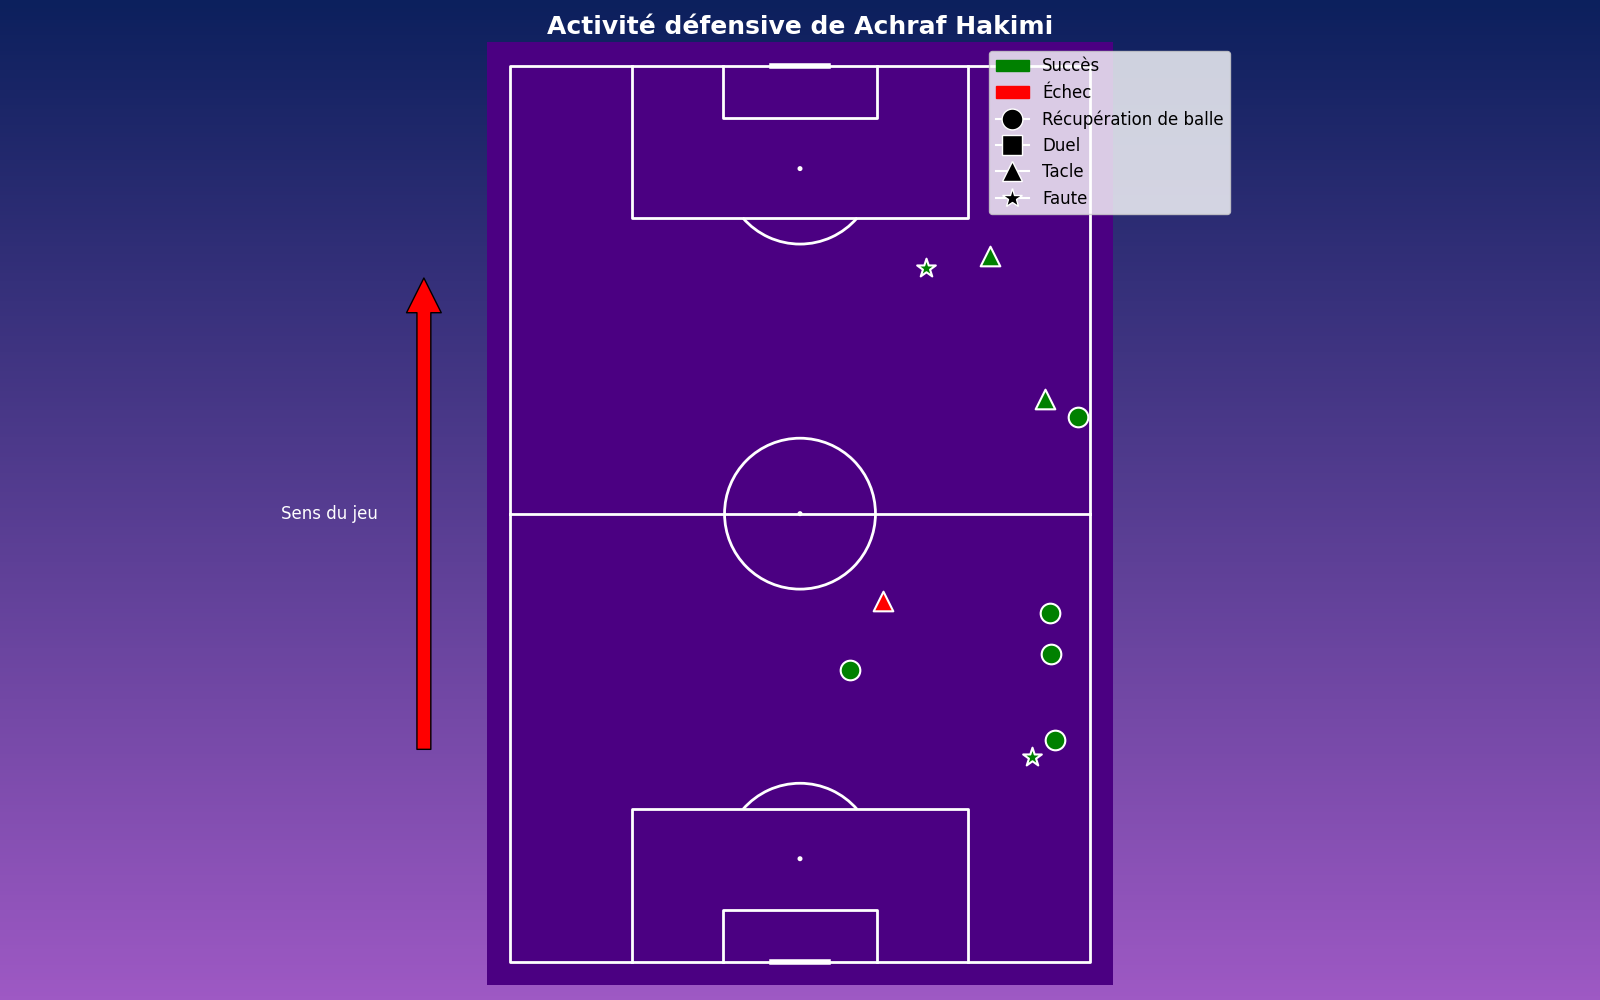 Activité défensive de Achraf Hakimi
Succès
Échec
Récupération de balle
Duel
Tacle
Faute
Sens du jeu